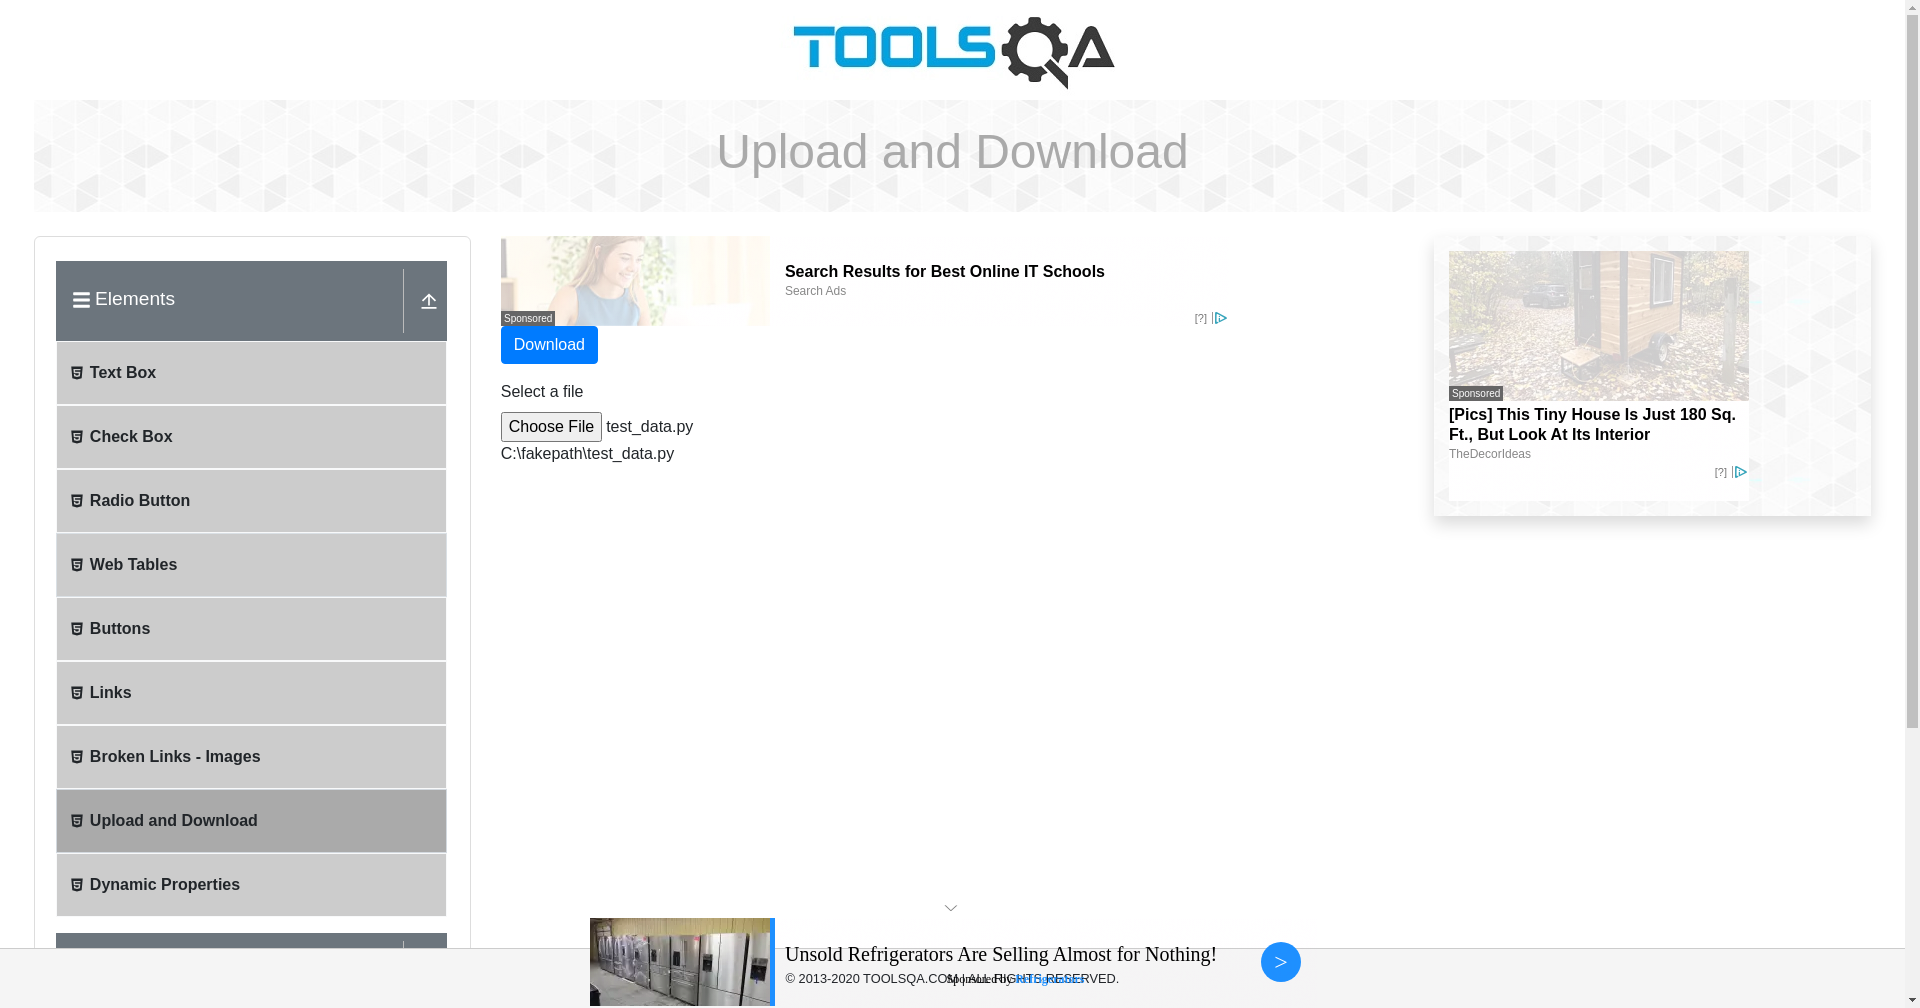 TOOLSQA
Upload and Download
Elements
Text Box
Check Box
Radio Button
Web Tables
Buttons
Links
Broken Links - Images
Upload and Download
Dynamic Properties
Sponsored
Search Results for Best Online IT Schools
Search Ads
[?]
Download
Select a file
Choose File test_data.py
C:\fakepath\test_data.py
Sponsored
[Pics] This Tiny House Is Just 180 Sq.
Ft., But Look At Its Interior
TheDecorIdeas
[?]
Unsold Refrigerators Are Selling Almost for Nothing!
© 2013-2020 TOOLSQA.COM | ALL RIGHTS RESERVED.
Sponsored by
>